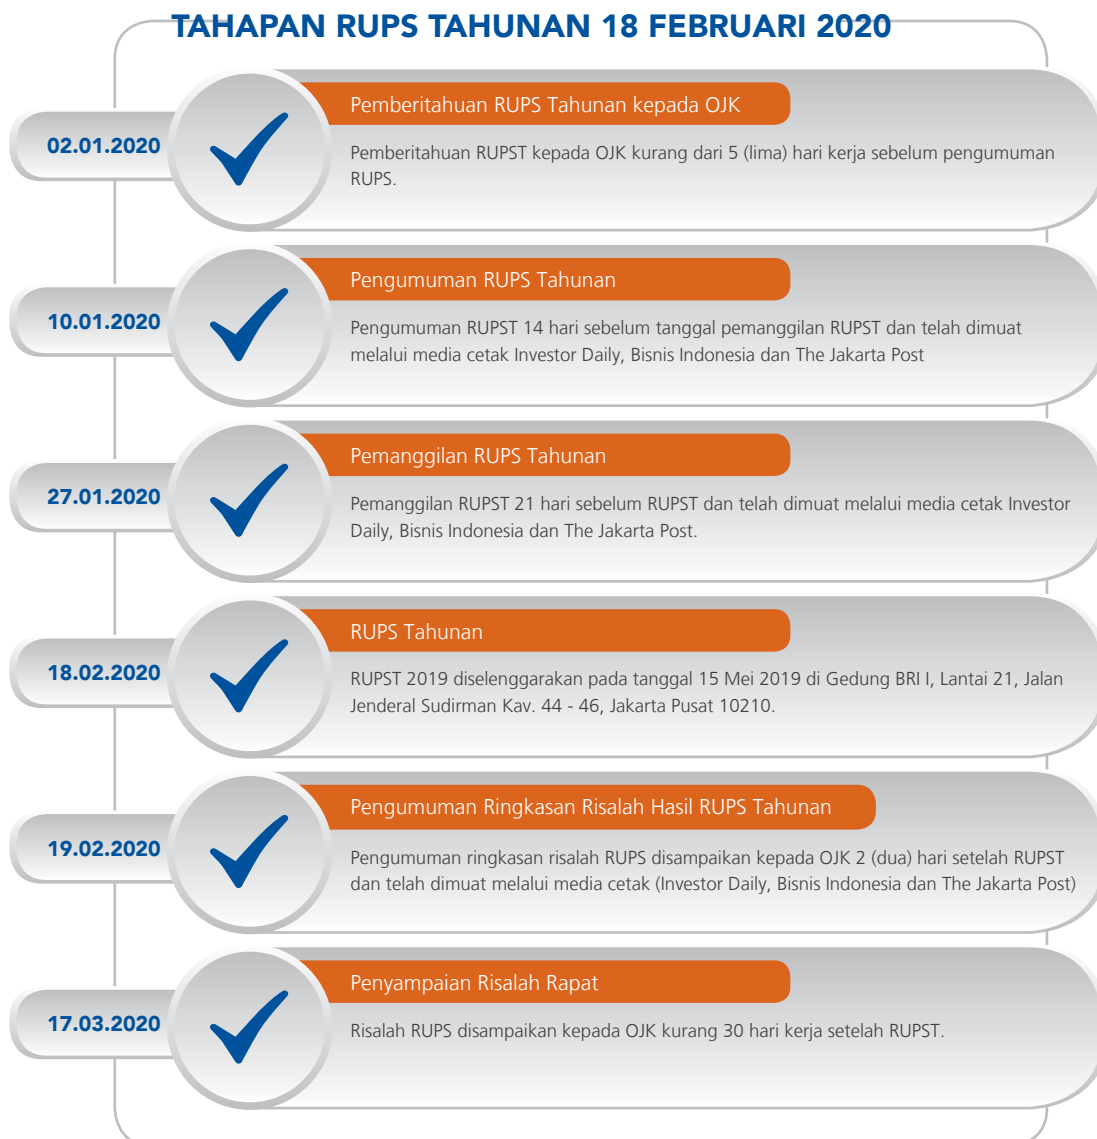 TAHAPAN RUPS TAHUNAN 18 FEBRUARI 2020
02.01.2020
Pemberitahuan RUPS Tahunan kepada OJK
Pemberitahuan RUPST kepada OJK kurang dari 5 (lima) hari kerja sebelum pengumuman
RUPS.
10.01.2020
Pengumuman RUPS Tahunan
Pengumuman RUPST 14 hari sebelum tanggal pemanggilan RUPST dan telah dimuat
melalui media cetak Investor Daily, Bisnis Indonesia dan The Jakarta Post
27.01.2020
Pemanggilan RUPS Tahunan
Pemanggilan RUPST 21 hari sebelum RUPST dan telah dimuat melalui media cetak Investor
Daily, Bisnis Indonesia dan The Jakarta Post.
18.02.2020
RUPS Tahunan
RUPST 2019 diselenggarakan pada tanggal 15 Mei 2019 di Gedung BRI I, Lantai 21, Jalan
Jenderal Sudirman Kav. 44 - 46, Jakarta Pusat 10210.
19.02.2020
Pengumuman Ringkasan Risalah Hasil RUPS Tahunan
Pengumuman ringkasan risalah RUPS disampaikan kepada OJK 2 (dua) hari setelah RUPST
dan telah dimuat melalui media cetak (Investor Daily, Bisnis Indonesia dan The Jakarta Post)
17.03.2020
Penyampaian Risalah Rapat
Risalah RUPS disampaikan kepada OJK kurang 30 hari kerja setelah RUPST.